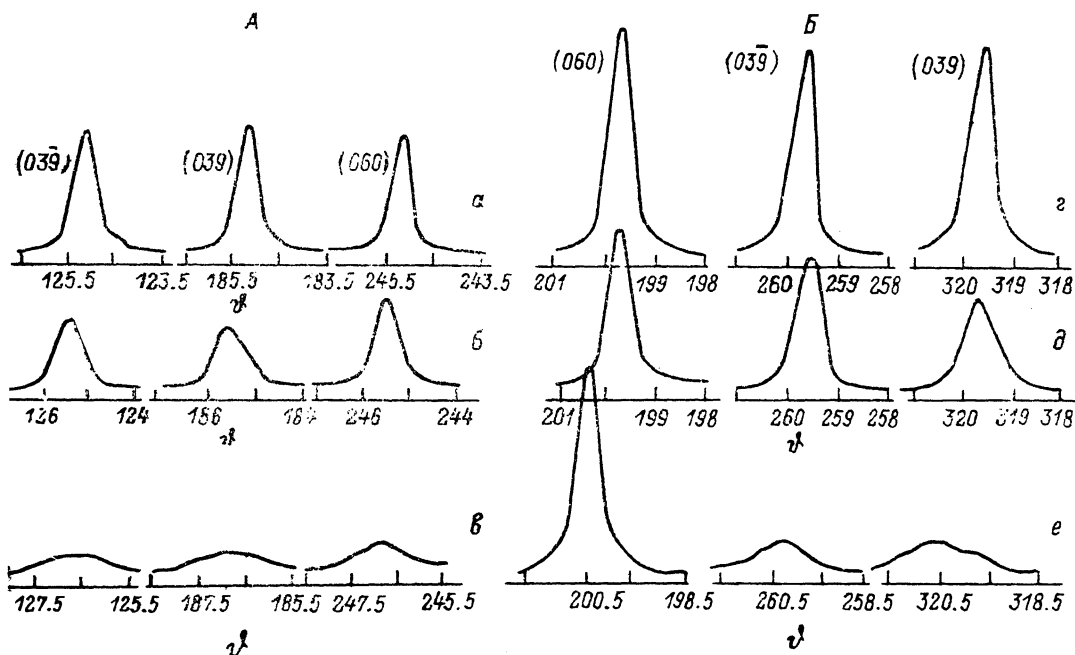 А Б
(060) (03̅9̅) (039)
(03̅9̅) (039) (060)
а г
125.5 123.5 185.5 183.5 245.5 243.5
201 199 198 260 259 258 320 319 318
ϑ
б д
126 124 186 246 244
201 199 198 260 259 258 320 319 318
ϑ ϑ
в е
127.5 125.5 187.5 185.5 247.5 245.5
200.5 198.5 260.5 258.5 320.5 318.5
ϑ ϑ